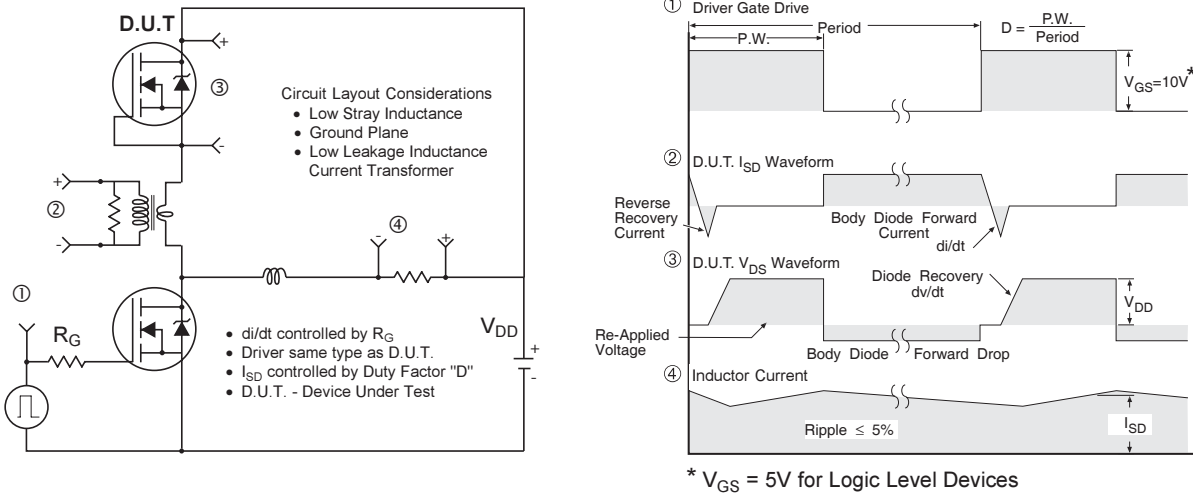 D.U.T
+
③
-
Circuit Layout Considerations
• Low Stray Inductance
• Ground Plane
• Low Leakage Inductance
Current Transformer
+
②
-
④
- +
①
R_G
V_DD
+
-
• di/dt controlled by R_G
• Driver same type as D.U.T.
• I_SD controlled by Duty Factor "D"
• D.U.T. - Device Under Test
① Driver Gate Drive
P.W.
Period
D = P.W. / Period
V_GS=10V*
② D.U.T. I_SD Waveform
Reverse
Recovery
Current
Body Diode Forward
Current
di/dt
③ D.U.T. V_DS Waveform
Diode Recovery
dv/dt
V_DD
Re-Applied
Voltage
Body Diode Forward Drop
④ Inductor Current
Ripple ≤ 5%
I_SD
* V_GS = 5V for Logic Level Devices